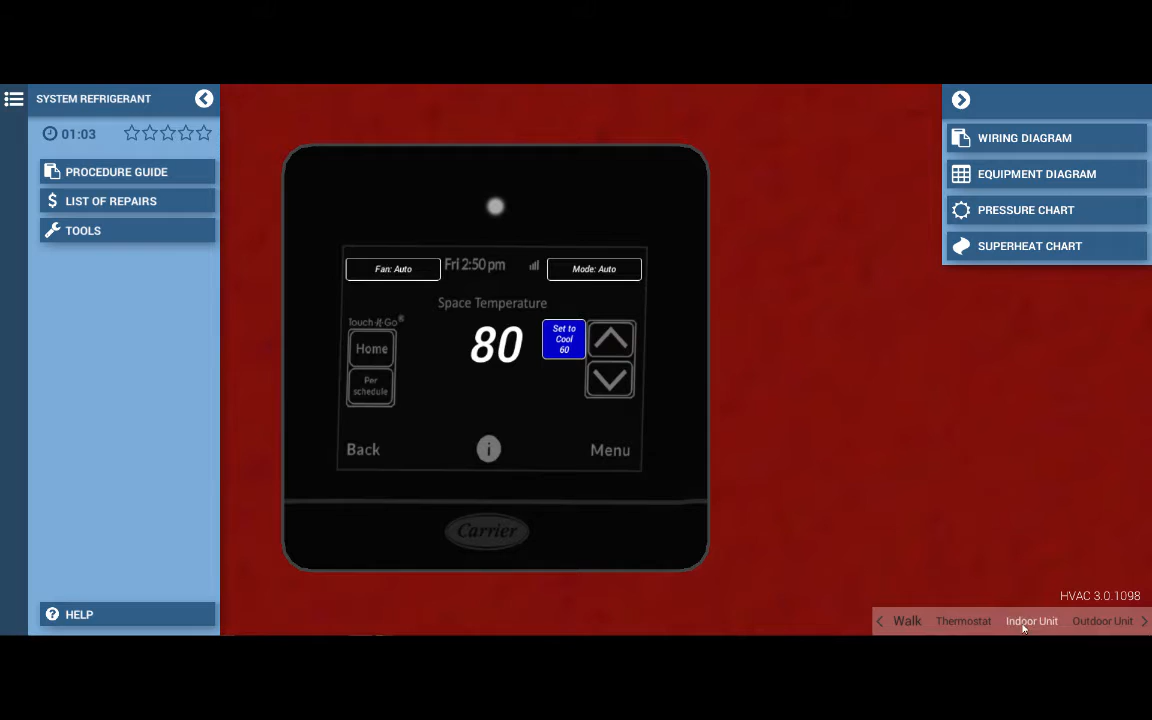 SYSTEM REFRIGERANT
01:03
PROCEDURE GUIDE
$ LIST OF REPAIRS
TOOLS
? HELP
Fan: Auto
Fri 2:50 pm
Mode: Auto
Space Temperature
Touch-N-Go®
Home
Per
schedule
80
Set to
Cool
60
Back
i
Menu
Carrier
WIRING DIAGRAM
EQUIPMENT DIAGRAM
PRESSURE CHART
SUPERHEAT CHART
HVAC 3.0.1098
< Walk Thermostat Indoor Unit Outdoor Unit >